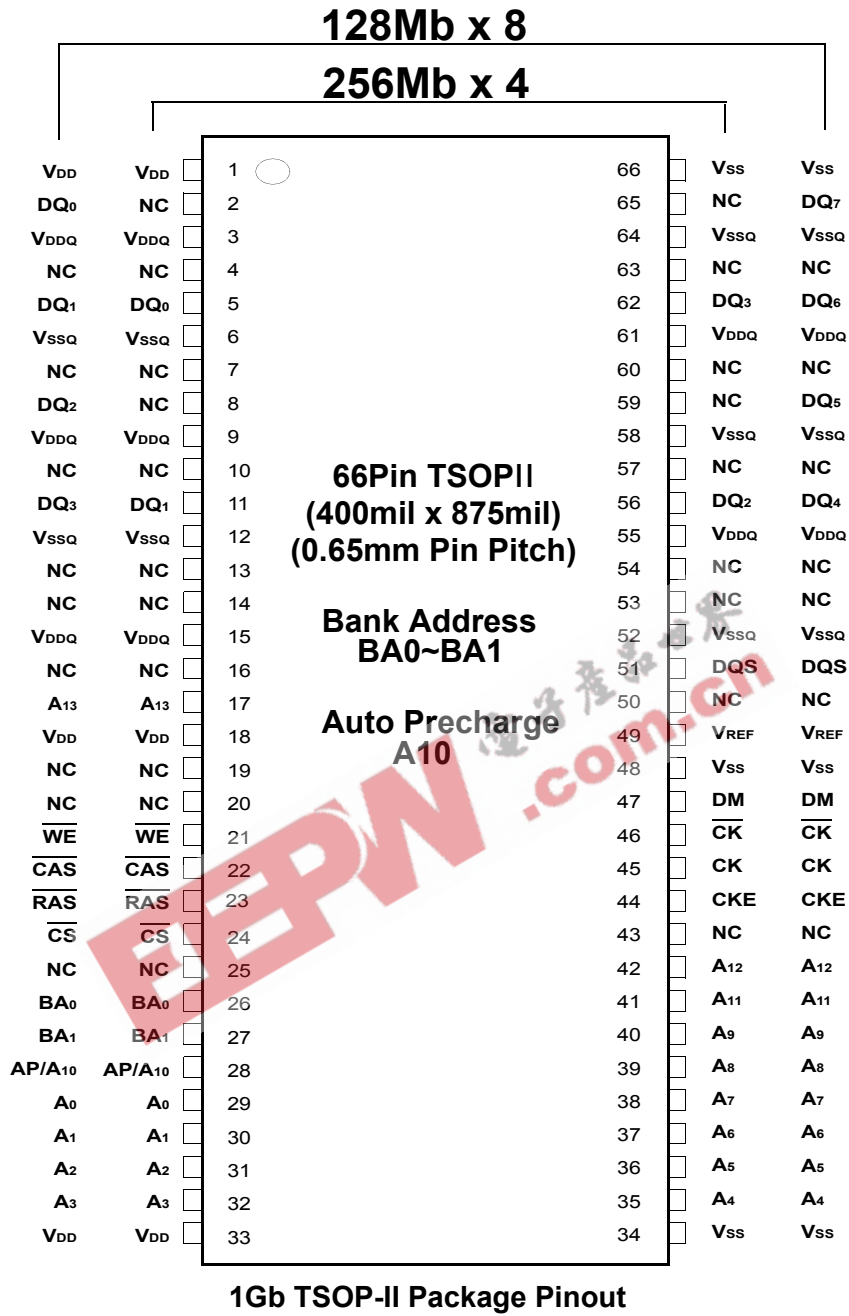 128Mb x 8
256Mb x 4
VDD VDD 1 66 VSS VSS
DQ0 NC 2 65 NC DQ7
VDDQ VDDQ 3 64 VSSQ VSSQ
NC NC 4 63 NC NC
DQ1 DQ0 5 62 DQ3 DQ6
VSSQ VSSQ 6 61 VDDQ VDDQ
NC NC 7 60 NC NC
DQ2 NC 8 59 NC DQ5
VDDQ VDDQ 9 58 VSSQ VSSQ
NC NC 10 57 NC NC
DQ3 DQ1 11 56 DQ2 DQ4
VSSQ VSSQ 12 55 VDDQ VDDQ
NC NC 13 54 NC NC
NC NC 14 53 NC NC
VDDQ VDDQ 15 52 VSSQ VSSQ
NC NC 16 51 DQS DQS
A13 A13 17 50 NC NC
VDD VDD 18 49 VREF VREF
NC NC 19 48 VSS VSS
NC NC 20 47 DM DM
WE WE 21 46 CK CK
CAS CAS 22 45 CK CK
RAS RAS 23 44 CKE CKE
CS CS 24 43 NC NC
NC NC 25 42 A12 A12
BA0 BA0 26 41 A11 A11
BA1 BA1 27 40 A9 A9
AP/A10 AP/A10 28 39 A8 A8
A0 A0 29 38 A7 A7
A1 A1 30 37 A6 A6
A2 A2 31 36 A5 A5
A3 A3 32 35 A4 A4
VDD VDD 33 34 VSS VSS
66Pin TSOPII
(400mil x 875mil)
(0.65mm Pin Pitch)
Bank Address
BA0~BA1
Auto Precharge
A10
電子産品世界
EEPW.com.cn
1Gb TSOP-II Package Pinout